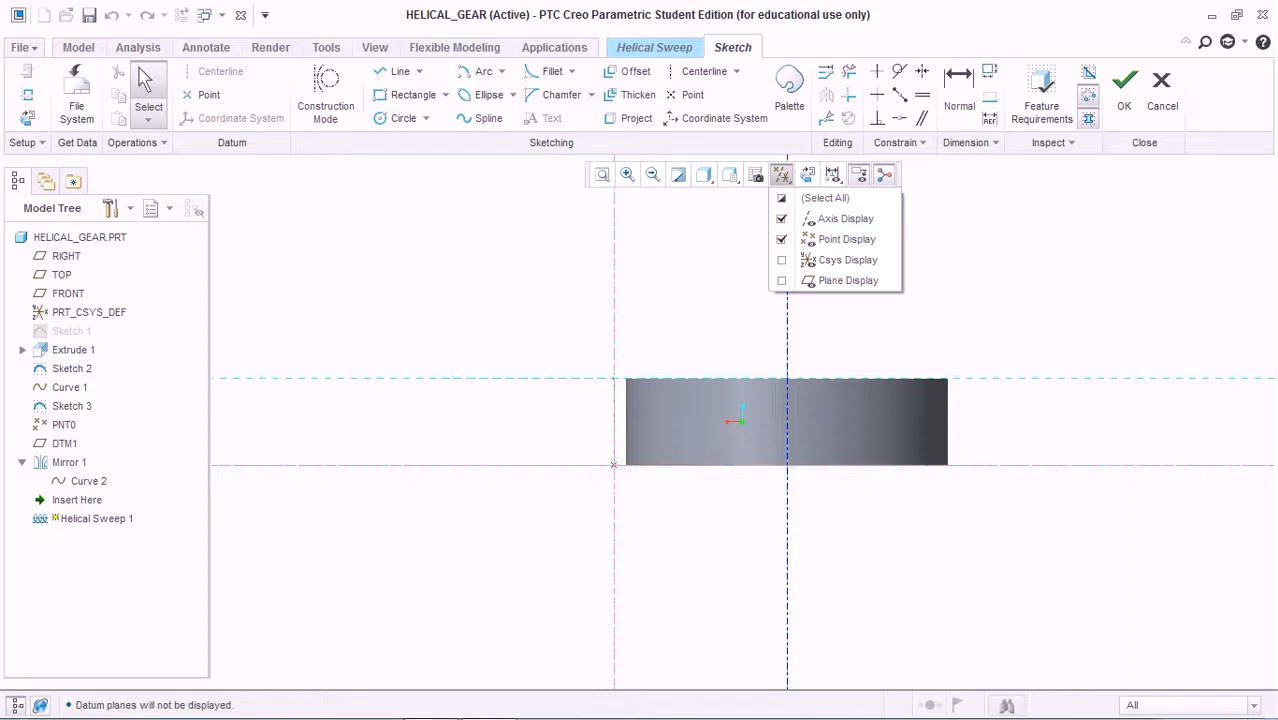 HELICAL_GEAR (Active) - PTC Creo Parametric Student Edition (for educational use only)
File Model Analysis Annotate Render Tools View Flexible Modeling Applications Helical Sweep Sketch
File System
Select
Centerline
Point
Coordinate System
Construction Mode
Line Arc Fillet Offset Centerline
Rectangle Ellipse Chamfer Thicken Point
Circle Spline Text Project Coordinate System
Palette
Normal
REF
Feature Requirements
OK Cancel
Setup Get Data Operations Datum Sketching Editing Constrain Dimension Inspect Close
(Select All)
Axis Display
Point Display
Csys Display
Plane Display
Model Tree
HELICAL_GEAR.PRT
RIGHT
TOP
FRONT
PRT_CSYS_DEF
Sketch 1
Extrude 1
Sketch 2
Curve 1
Sketch 3
PNT0
DTM1
Mirror 1
Curve 2
Insert Here
Helical Sweep 1
• Datum planes will not be displayed.
All